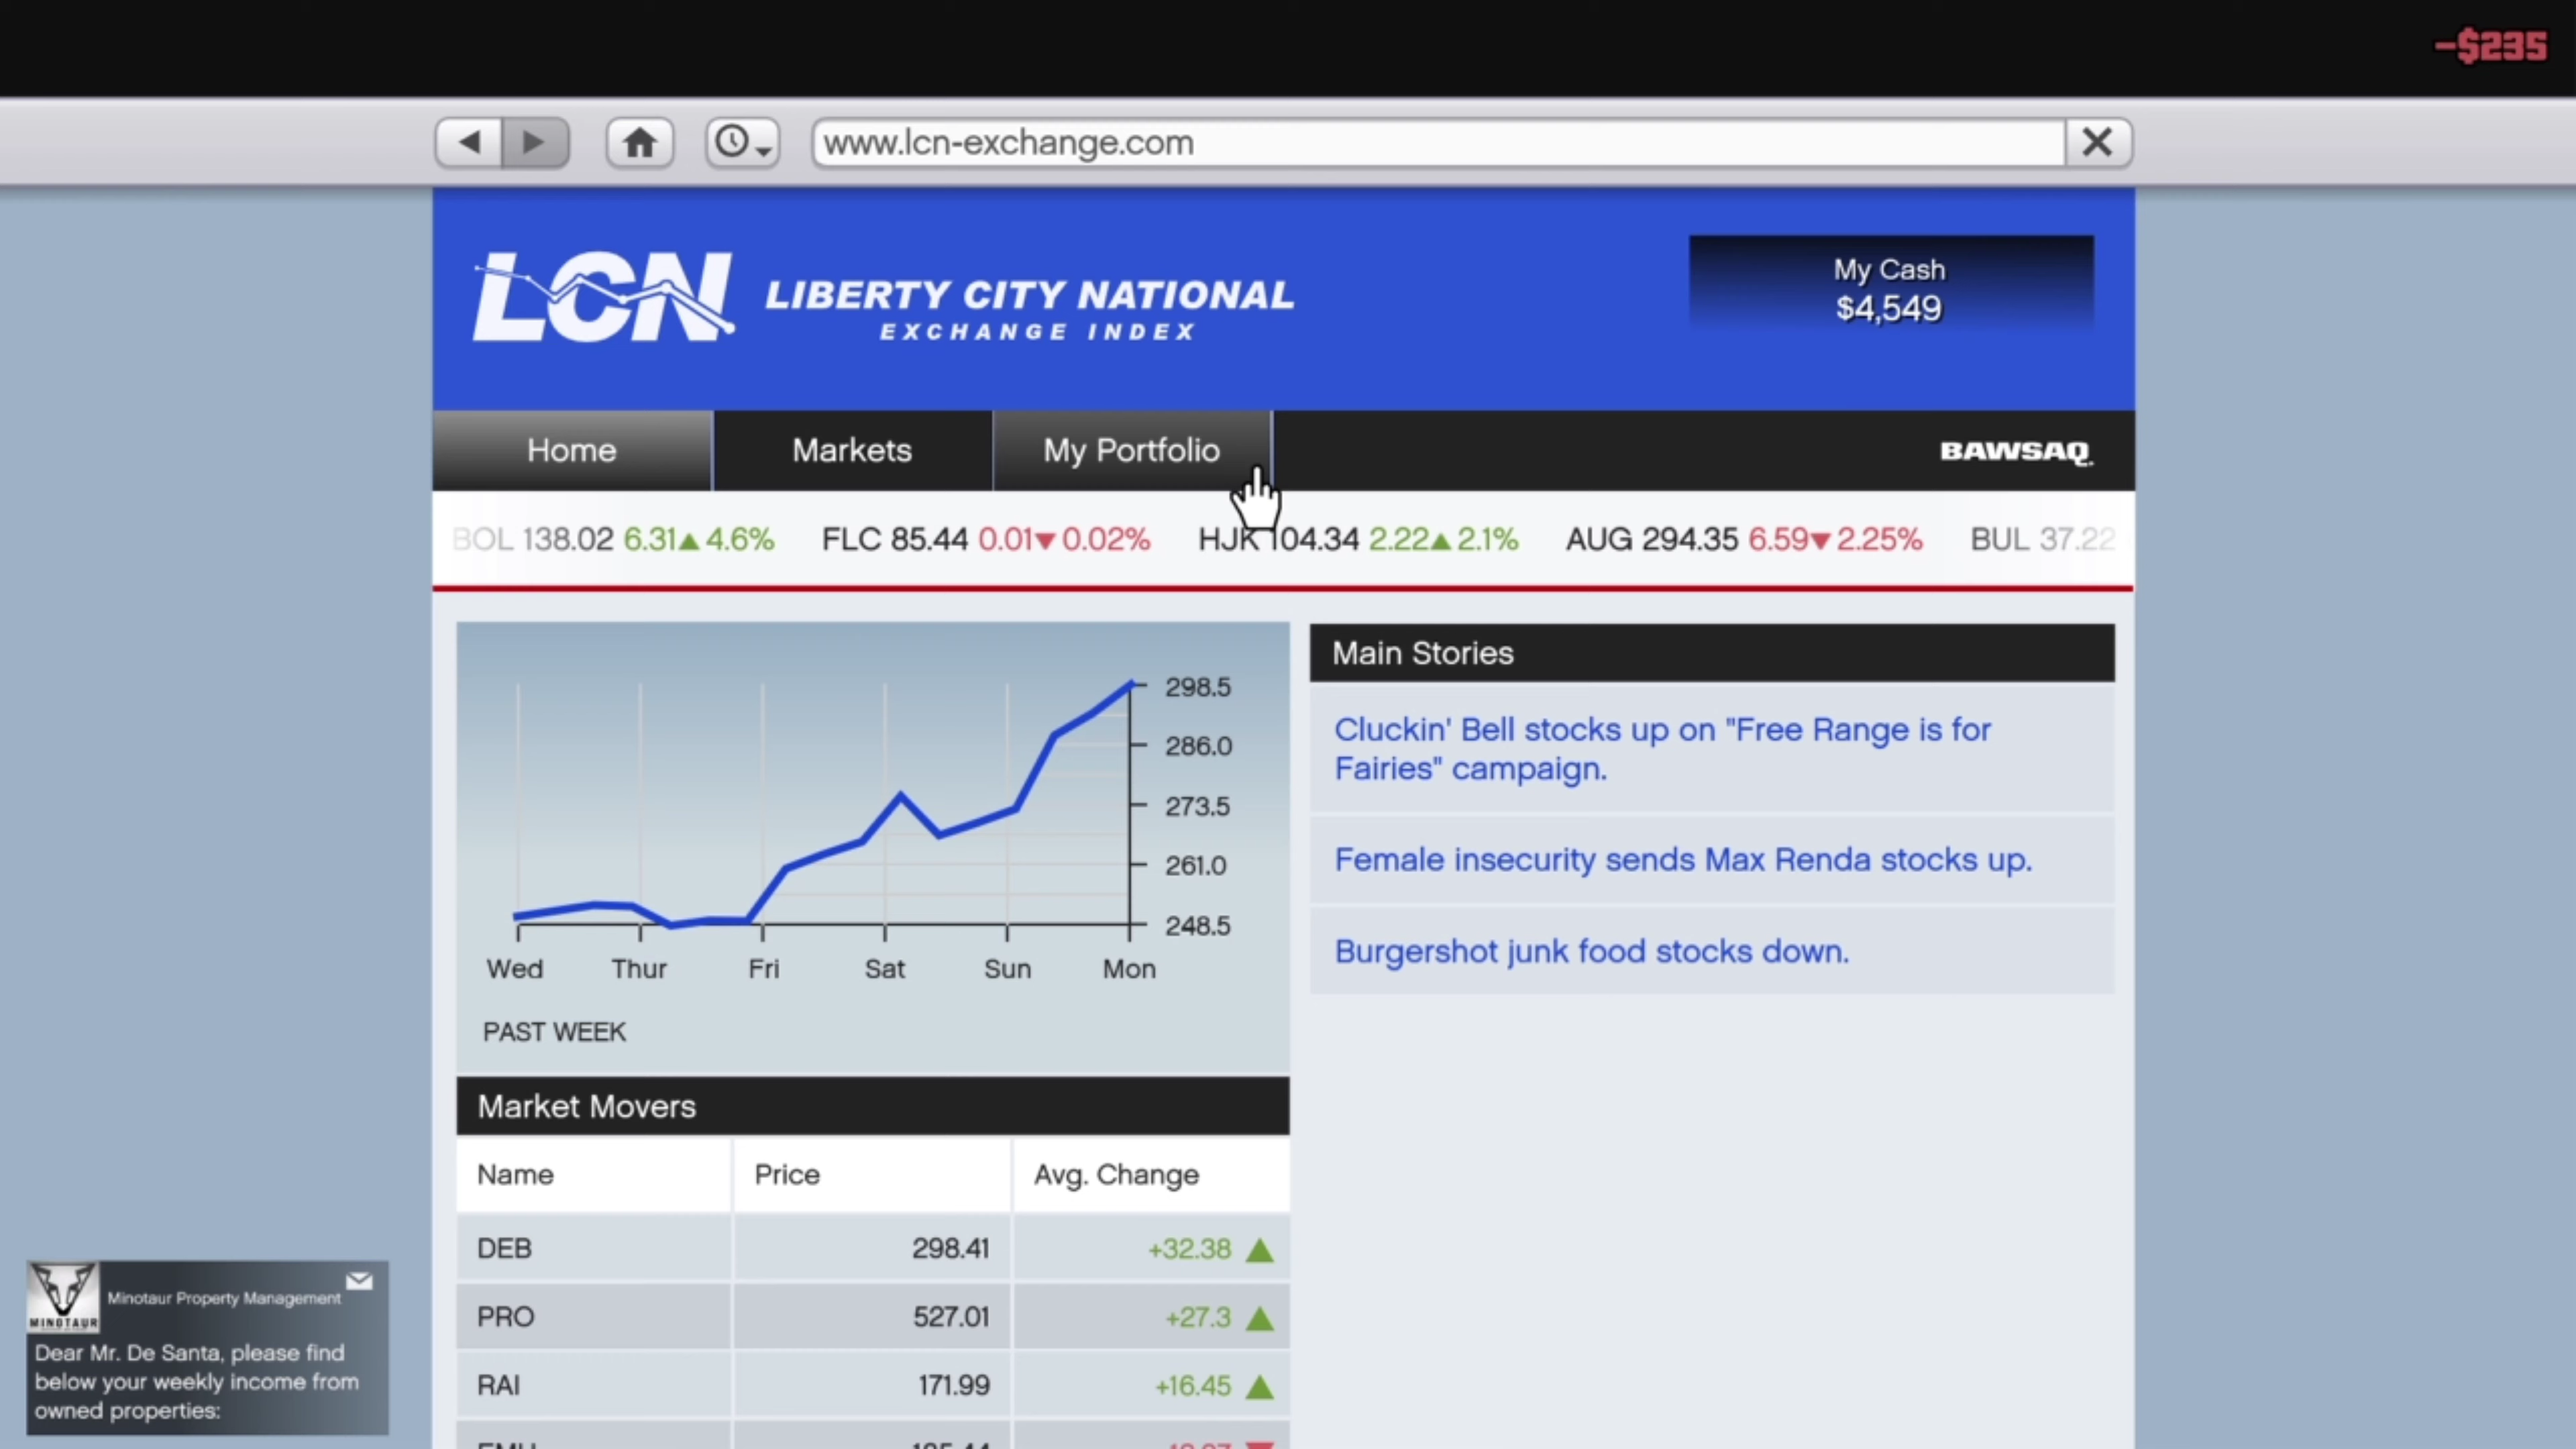 -$235
www.lcn-exchange.com
LCN
LIBERTY CITY NATIONAL
EXCHANGE INDEX
My Cash
$4,549
Home
Markets
My Portfolio
BAWSAQ
BOL 138.02 6.31▲4.6% FLC 85.44 0.01▼0.02% HJK 104.34 2.22▲2.1% AUG 294.35 6.59▼2.25% BUL 37.22
298.5
286.0
273.5
261.0
248.5
Wed Thur Fri Sat Sun Mon
PAST WEEK
Main Stories
Cluckin' Bell stocks up on "Free Range is for
Fairies" campaign.
Female insecurity sends Max Renda stocks up.
Burgershot junk food stocks down.
Market Movers
Name Price Avg. Change
DEB 298.41 +32.38
PRO 527.01 +27.3
RAI 171.99 +16.45
MINOTAUR
Minotaur Property Management
Dear Mr. De Santa, please find
below your weekly income from
owned properties: